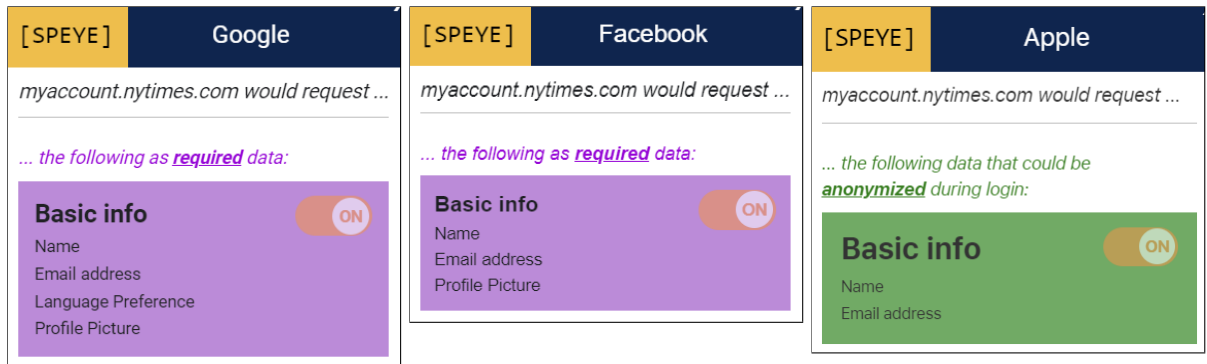 [SPEYE] Google
myaccount.nytimes.com would request ...
... the following as required data:
Basic info
ON
Name
Email address
Language Preference
Profile Picture
[SPEYE] Facebook
myaccount.nytimes.com would request ...
... the following as required data:
Basic info
ON
Name
Email address
Profile Picture
[SPEYE] Apple
myaccount.nytimes.com would request ...
... the following data that could be
anonymized during login:
Basic info
ON
Name
Email address